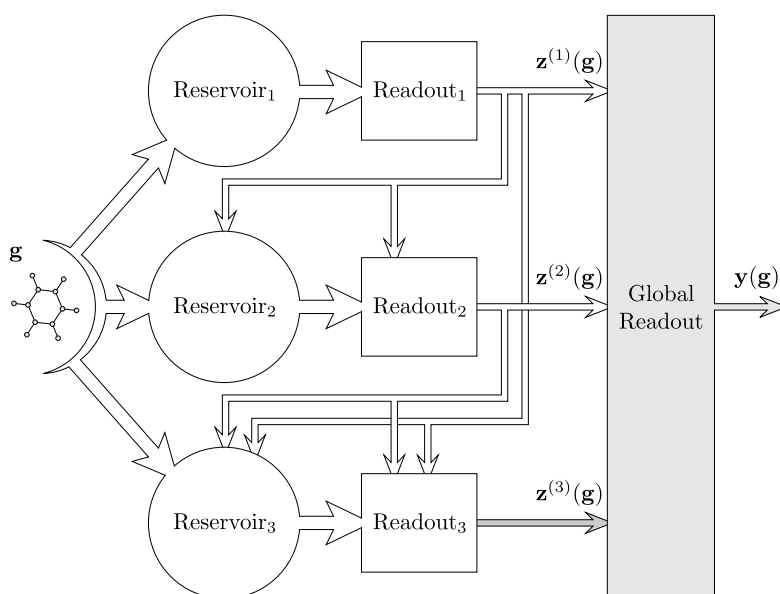 z⁽¹⁾(g)
Reservoir₁
Readout₁
g
z⁽²⁾(g)
y(g)
Reservoir₂
Readout₂
Global
Readout
z⁽³⁾(g)
Reservoir₃
Readout₃